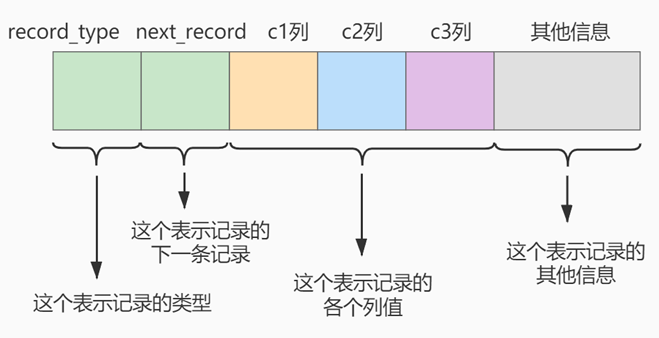 record_type next_record c1列 c2列 c3列 其他信息
这个表示记录的
下一条记录
这个表示记录的类型
这个表示记录的
各个列值
这个表示记录的
其他信息